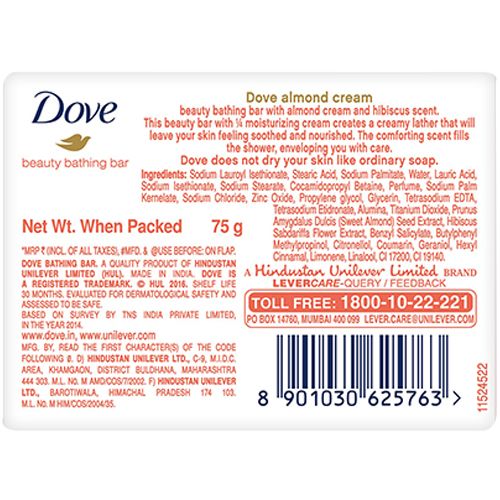 Dove
beauty bathing bar
Dove almond cream
beauty bathing bar with almond cream and hibiscus scent.
This beauty bar with ¼ moisturizing cream creates a creamy lather that will
leave your skin feeling soothed and nourished. The comforting scent fills
the shower, enveloping you with care.
Dove does not dry your skin like ordinary soap.
Ingredients: Sodium Lauroyl Isethionate, Stearic Acid, Sodium Palmitate, Water, Lauric Acid,
Sodium Isethionate, Sodium Stearate, Cocamidopropyl Betaine, Perfume, Sodium Palm
Kernelate, Sodium Chloride, Zinc Oxide, Propylene glycol, Glycerin, Tetrasodium EDTA,
Tetrasodium Etidronate, Alumina, Titanium Dioxide, Prunus
Amygdalus Dulcis (Sweet Almond) Flower Extract, Hibiscus
Sabdariffa Flower Extract, Benzyl Salicylate, Butylphenyl
Methylpropional, Citronellol, Coumarin, Geraniol, Hexyl
Cinnamal, Limonene, Linalool, CI 17200, CI 19140.
Net Wt. When Packed 75 g
*MRP ₹ (INCL. OF ALL TAXES), #MFD. & @USE BEFORE: ON FLAP.
DOVE BATHING BAR. A QUALITY PRODUCT OF HINDUSTAN
UNILEVER LIMITED (HUL). MADE IN INDIA. DOVE IS
A REGISTERED TRADEMARK. © HUL 2016. SHELF LIFE
30 MONTHS. EVALUATED FOR DERMATOLOGICAL SAFETY AND
ASSESSED TO BE SAFE.
BASED ON SURVEY BY TNS INDIA PRIVATE LIMITED,
IN THE YEAR 2014.
www.dove.in, www.unilever.com
MFG. BY, READ THE FIRST CHARACTER(S) OF THE CODE
FOLLOWING Ø. D) HINDUSTAN UNILEVER LTD., C-9, M.I.D.C.
AREA, KHAMGAON, DISTRICT BULDHANA, MAHARASHTRA
444 303. M.L. No. M AMD/COS/7/2002. F) HINDUSTAN UNILEVER
LTD., BAROTIWALA, HIMACHAL PRADESH 174 103.
M.L. No. M HIM/COS/2004/35.
A Hindustan Unilever Limited BRAND
LEVERCARE-QUERY / FEEDBACK
TOLL FREE: 1800-10-22-221
PO BOX 14760, MUMBAI 400 099 LEVER.CARE@UNILEVER.COM
8 901030 625763 >
11524522